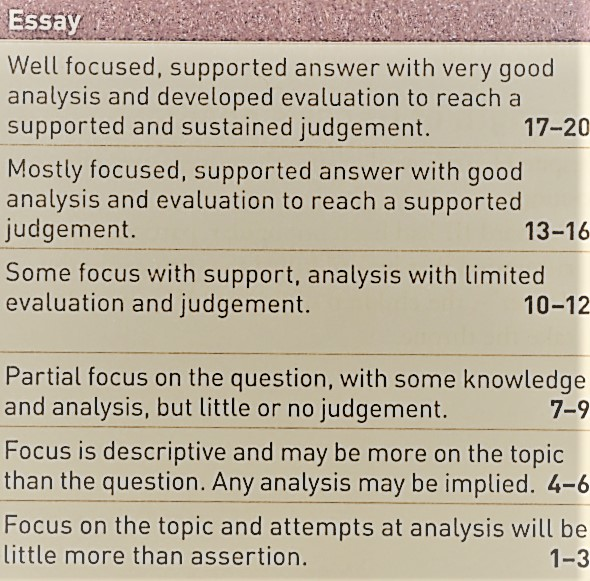 Essay
Well focused, supported answer with very good
analysis and developed evaluation to reach a
supported and sustained judgement. 17–20
Mostly focused, supported answer with good
analysis and evaluation to reach a supported
judgement. 13–16
Some focus with support, analysis with limited
evaluation and judgement. 10–12
Partial focus on the question, with some knowledge
and analysis, but little or no judgement. 7–9
Focus is descriptive and may be more on the topic
than the question. Any analysis may be implied. 4–6
Focus on the topic and attempts at analysis will be
little more than assertion. 1–3